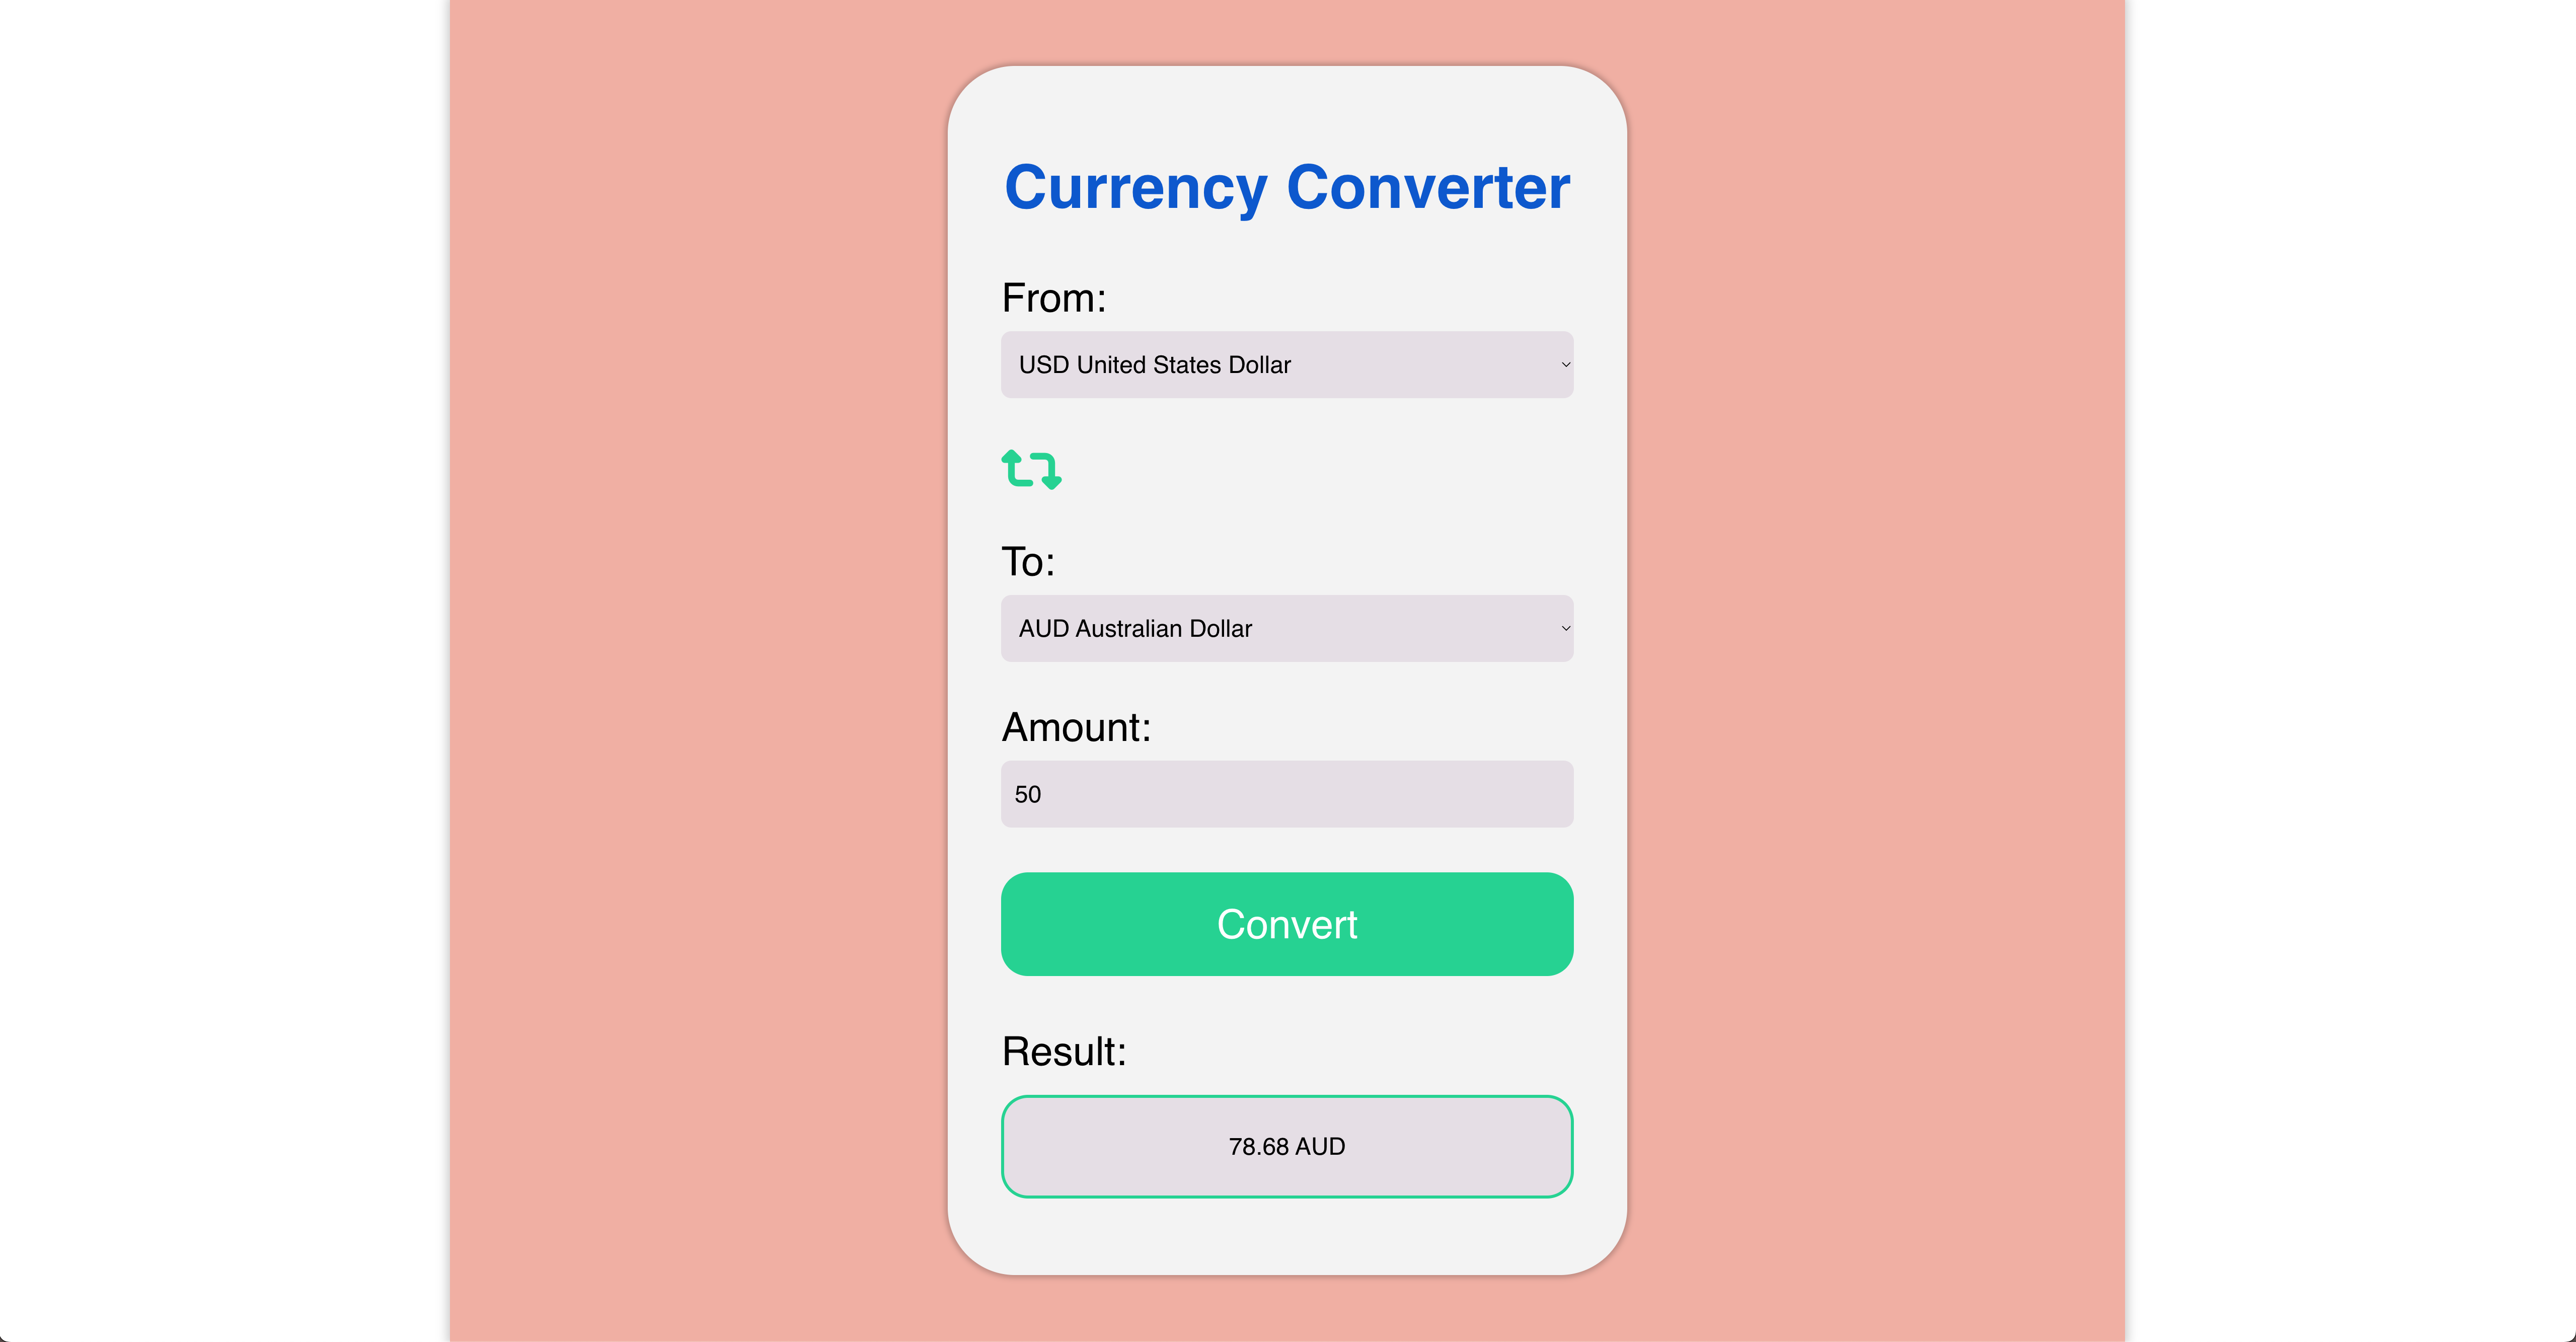 Currency Converter
From:
USD United States Dollar
To:
AUD Australian Dollar
Amount:
50
Convert
Result:
78.68 AUD